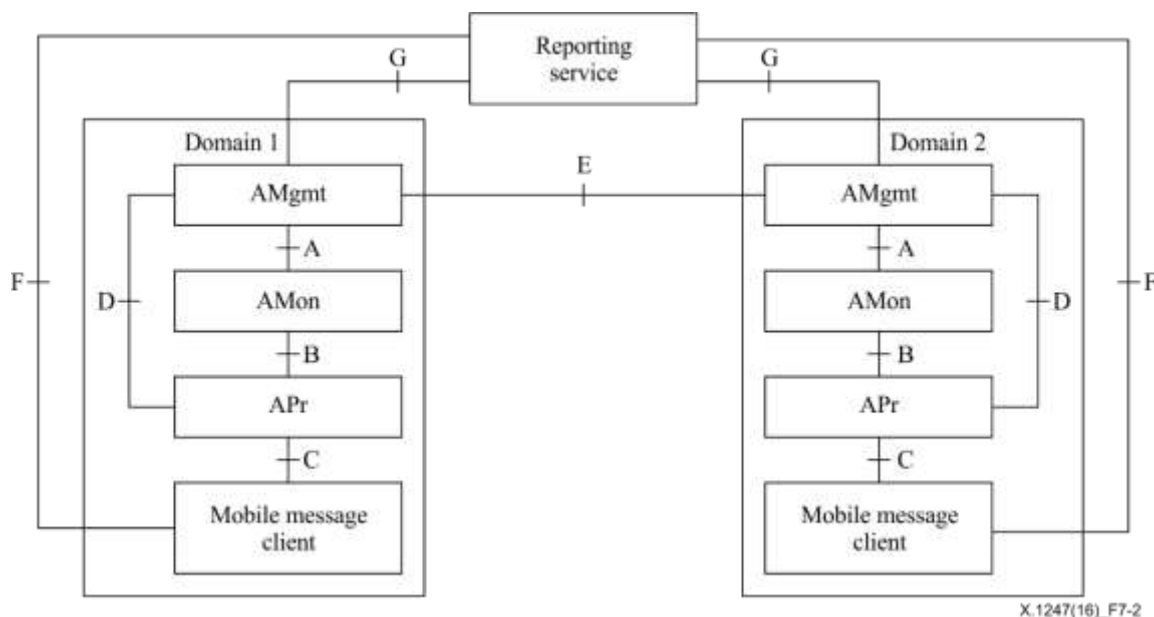 Reporting
service
G
G
Domain 1
Domain 2
E
AMgmt
AMgmt
A
A
F
D
AMon
AMon
D
F
B
B
APr
APr
C
C
Mobile message
client
Mobile message
client
X.1247(16)_F7-2